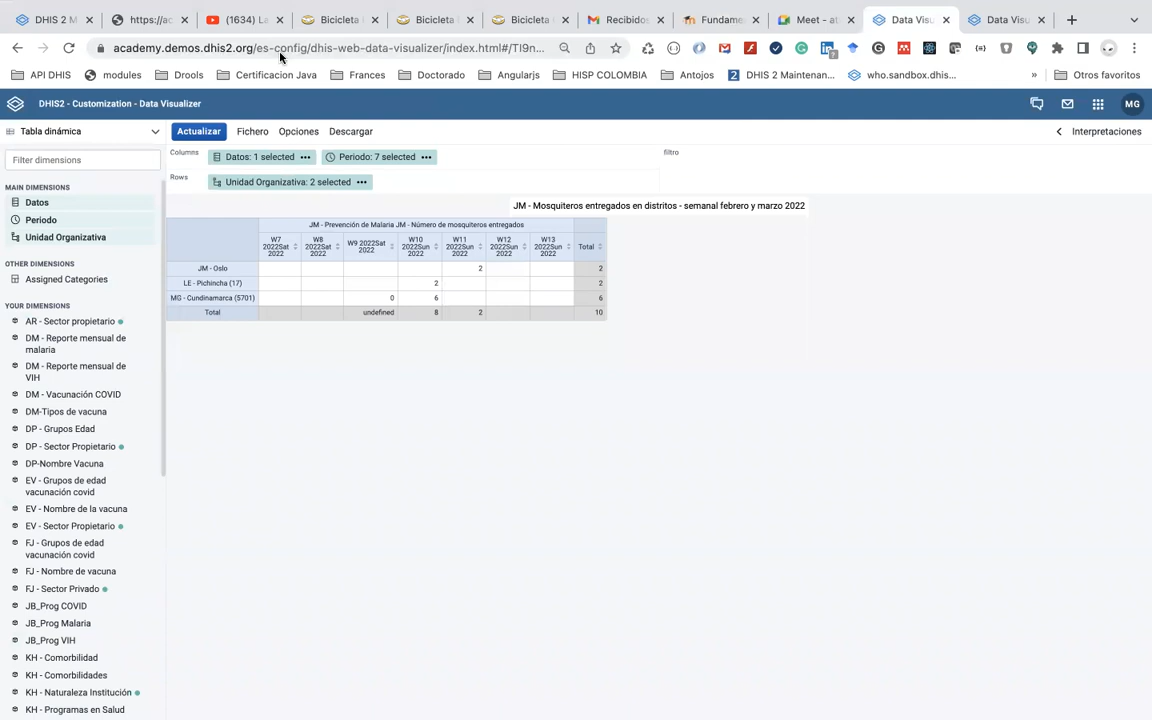 DHIS 2 M
https://ac
(1634) La
Bicicleta
Bicicleta
Bicicleta
Recibidos
Fundame
Meet – at
Data Visu
Data Visu
academy.demos.dhis2.org/es-config/dhis-web-data-visualizer/index.html#/TI9n...
API DHIS
modules
Drools
Certificacion Java
Frances
Doctorado
Angularjs
HISP COLOMBIA
Antojos
DHIS 2 Maintenan...
who.sandbox.dhis...
»
Otros favoritos
DHIS2 - Customization - Data Visualizer
MG
Tabla dinámica
Actualizar
Fichero
Opciones
Descargar
Interpretaciones
Filter dimensions
Columns
Datos: 1 selected
Periodo: 7 selected
filtro
Rows
Unidad Organizativa: 2 selected
MAIN DIMENSIONS
Datos
Periodo
Unidad Organizativa
OTHER DIMENSIONS
Assigned Categories
YOUR DIMENSIONS
AR - Sector propietario
DM - Reporte mensual de
malaria
DM - Reporte mensual de
VIH
DM - Vacunación COVID
DM-Tipos de vacuna
DP - Grupos Edad
DP - Sector Propietario
DP-Nombre Vacuna
EV - Grupos de edad
vacunación covid
EV - Nombre de la vacuna
EV - Sector Propietario
FJ - Grupos de edad
vacunación covid
FJ - Nombre de vacuna
FJ - Sector Privado
JB_Prog COVID
JB_Prog Malaria
JB_Prog VIH
KH - Comorbilidad
KH - Comorbilidades
KH - Naturaleza Institución
KH - Programas en Salud
JM - Mosquiteros entregados en distritos - semanal febrero y marzo 2022
JM - Prevención de Malaria JM - Número de mosquiteros entregados
W7 2022Sat 2022
W8 2022Sat 2022
W9 2022Sat 2022
W10 2022Sun 2022
W11 2022Sun 2022
W12 2022Sun 2022
W13 2022Sun 2022
Total
JM - Oslo 2 2
LE - Pichincha (17) 2 2
MG - Cundinamarca (5701) 0 6 6
Total undefined 8 2 10